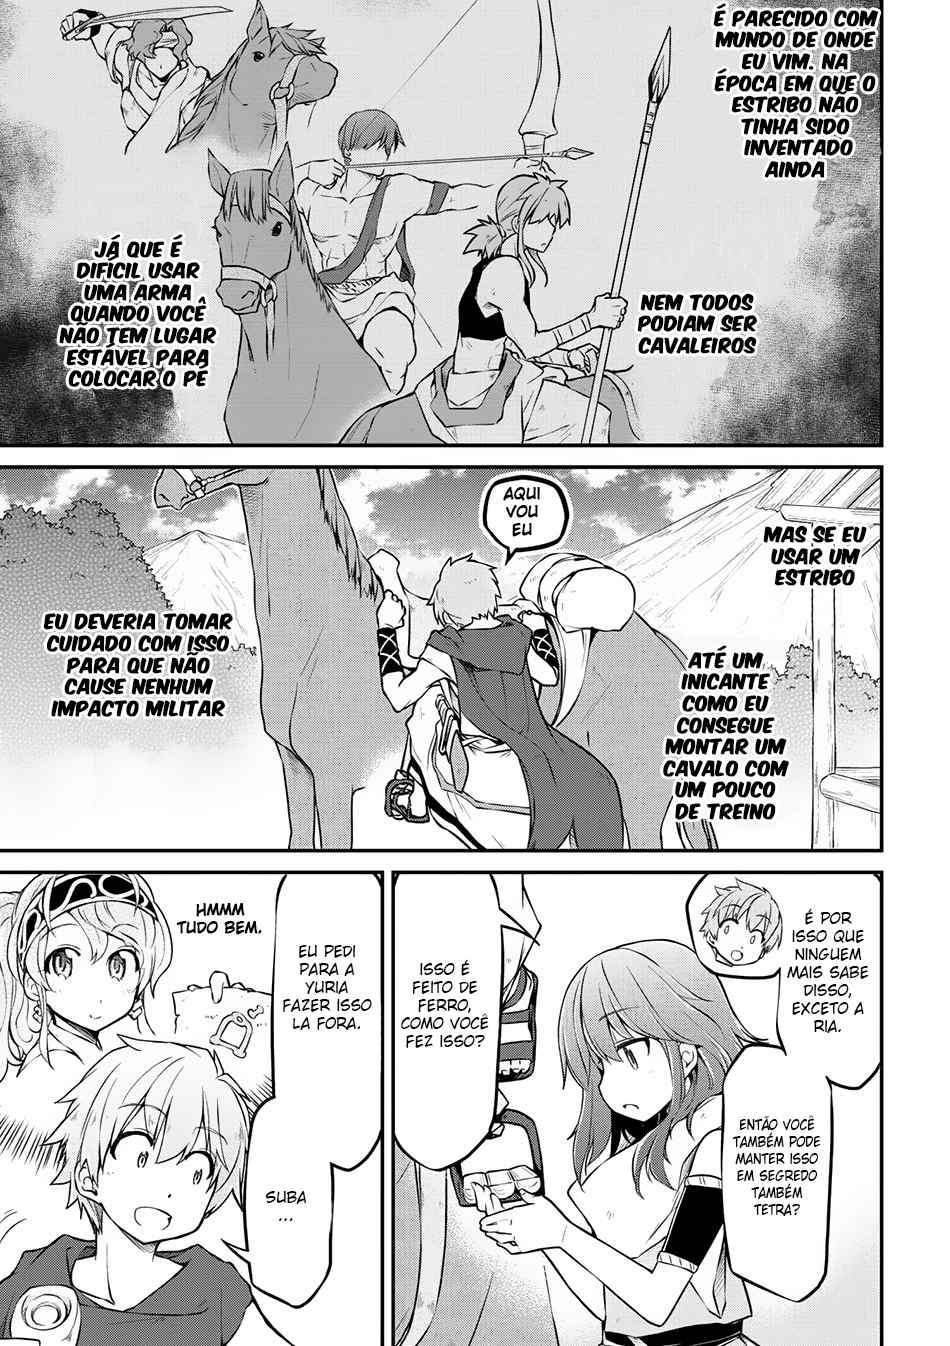 É PARECIDO COM
MUNDO DE ONDE
EU VIM. NA
ÉPOCA EM QUE O
ESTRIBO NÃO
TINHA SIDO
INVENTADO
AINDA
NEM TODOS
PODIAM SER
CAVALEIROS
JÁ QUE É
DIFICIL USAR
UMA ARMA
QUANDO VOCÊ
NÃO TEM LUGAR
ESTÁVEL PARA
COLOCAR O PÉ
MAS SE EU
USAR UM
ESTRIBO
AQUI
VOU
EU
ATÉ UM
INICANTE
COMO EU
CONSEGUE
MONTAR UM
CAVALO COM
UM POUCO
DE TREINO
EU DEVERIA TOMAR
CUIDADO COM ISSO
PARA QUE NÃO
CAUSE NENHUM
IMPACTO MILITAR
É POR
ISSO QUE
NINGUEM
MAIS SABE
DISSO,
EXCETO A
RIA.
ENTÃO VOCÊ
TAMBÉM PODE
MANTER ISSO
EM SEGREDO
TAMBÉM
TETRA?
ISSO É
FEITO DE
FERRO,
COMO VOCÊ
FEZ ISSO?
EU PEDI
PARA A
YURIA
FAZER ISSO
LA FORA.
HMMM
TUDO BEM.
SUBA
...